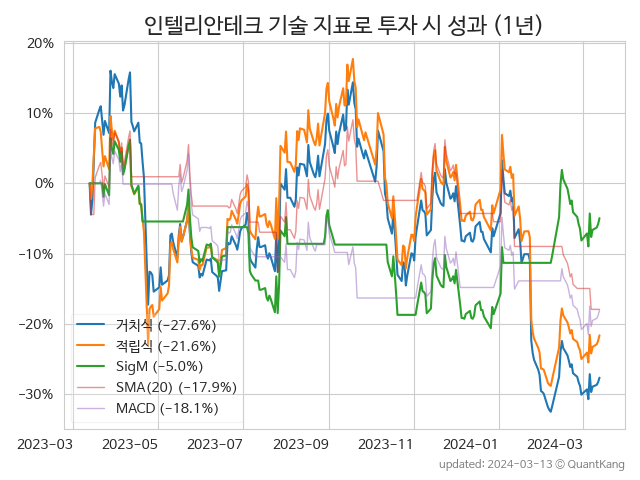 인텔리안테크 기술 지표로 투자 시 성과 (1년)
20%
10%
0%
−10%
−20%
−30%
거치식 (−27.6%)
적립식 (−21.6%)
SigM (−5.0%)
SMA(20) (−17.9%)
MACD (−18.1%)
2023-03 2023-05 2023-07 2023-09 2023-11 2024-01 2024-03
updated: 2024-03-13 ⓒ QuantKang